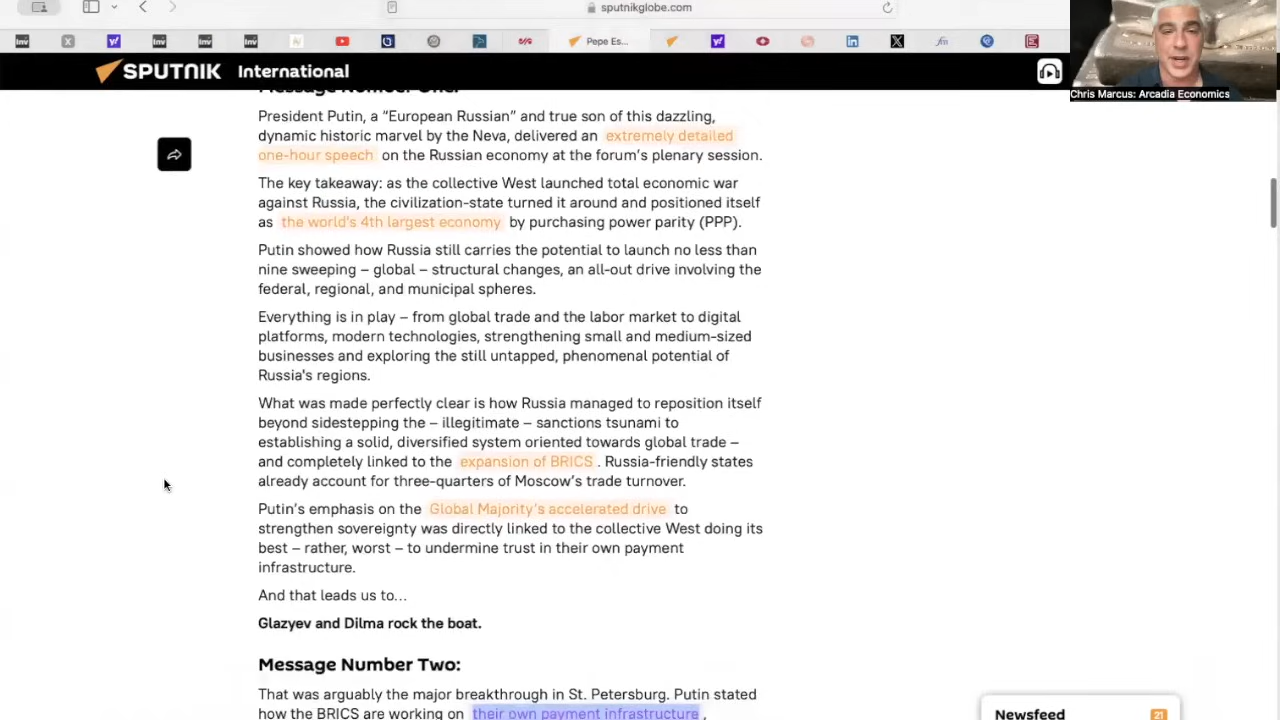 sputnikglobe.com
Inv
X
y!
Inv
Inv
Inv
Pepe Es...
y!
in
X
fm
Chris Marcus: Arcadia Economics
SPUTNIK International
Message Number One:
President Putin, a “European Russian” and true son of this dazzling,
dynamic historic marvel by the Neva, delivered an extremely detailed
one-hour speech on the Russian economy at the forum’s plenary session.
The key takeaway: as the collective West launched total economic war
against Russia, the civilization-state turned it around and positioned itself
as the world’s 4th largest economy by purchasing power parity (PPP).
Putin showed how Russia still carries the potential to launch no less than
nine sweeping – global – structural changes, an all-out drive involving the
federal, regional, and municipal spheres.
Everything is in play – from global trade and the labor market to digital
platforms, modern technologies, strengthening small and medium-sized
businesses and exploring the still untapped, phenomenal potential of
Russia's regions.
What was made perfectly clear is how Russia managed to reposition itself
beyond sidestepping the – illegitimate – sanctions tsunami to
establishing a solid, diversified system oriented towards global trade –
and completely linked to the expansion of BRICS . Russia-friendly states
already account for three-quarters of Moscow’s trade turnover.
Putin’s emphasis on the Global Majority’s accelerated drive to
strengthen sovereignty was directly linked to the collective West doing its
best – rather, worst – to undermine trust in their own payment
infrastructure.
And that leads us to…
Glazyev and Dilma rock the boat.
Message Number Two:
That was arguably the major breakthrough in St. Petersburg. Putin stated
how the BRICS are working on their own payment infrastructure ,
Newsfeed
21